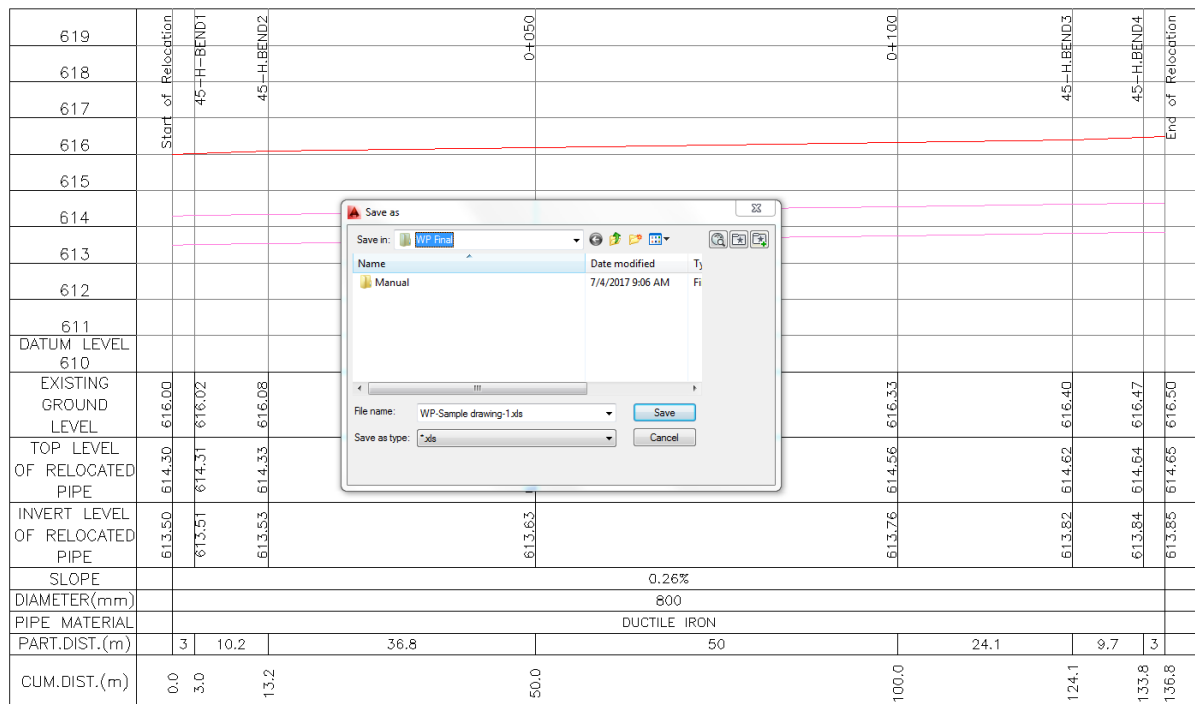 619
618
617
616
615
614
613
612
611
DATUM LEVEL
610
Start of Relocation
45-H-BEND1
45-H.BEND2
0+050
0+100
45-H.BEND3
45-H.BEND4
End of Relocation
Save as
Save in: WP Final
Name Date modified Ty
Manual 7/4/2017 9:06 AM Fi
File name: WP-Sample drawing-1.xls Save
Save as type: *.xls Cancel
EXISTING
GROUND
LEVEL
616.00 616.02 616.08 616.33 616.40 616.47 616.50
TOP LEVEL
OF RELOCATED
PIPE
614.30 614.31 614.33 614.56 614.62 614.64 614.65
INVERT LEVEL
OF RELOCATED
PIPE
613.50 613.51 613.53 613.63 613.76 613.82 613.84 613.85
SLOPE 0.26%
DIAMETER(mm) 800
PIPE MATERIAL DUCTILE IRON
PART.DIST.(m) 3 10.2 36.8 50 24.1 9.7 3
CUM.DIST.(m) 0.0 3.0 13.2 50.0 100.0 124.1 133.8 136.8